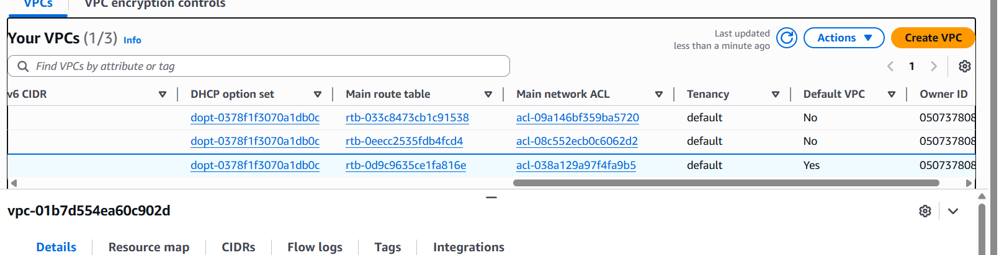 VPCs VPC encryption controls
Your VPCs (1/3) Info
Last updated
less than a minute ago
Actions
Create VPC
Find VPCs by attribute or tag
1
v6 CIDR DHCP option set Main route table Main network ACL Tenancy Default VPC Owner ID
dopt-0378f1f3070a1db0c rtb-033c8473cb1c91538 acl-09a146bf359ba5720 default No 050737808
dopt-0378f1f3070a1db0c rtb-0eecc2535fdb4fcd4 acl-08c552ecb0c6062d2 default No 050737808
dopt-0378f1f3070a1db0c rtb-0d9c9635ce1fa816e acl-038a129a97f4fa9b5 default Yes 050737808
vpc-01b7d554ea60c902d
Details Resource map CIDRs Flow logs Tags Integrations